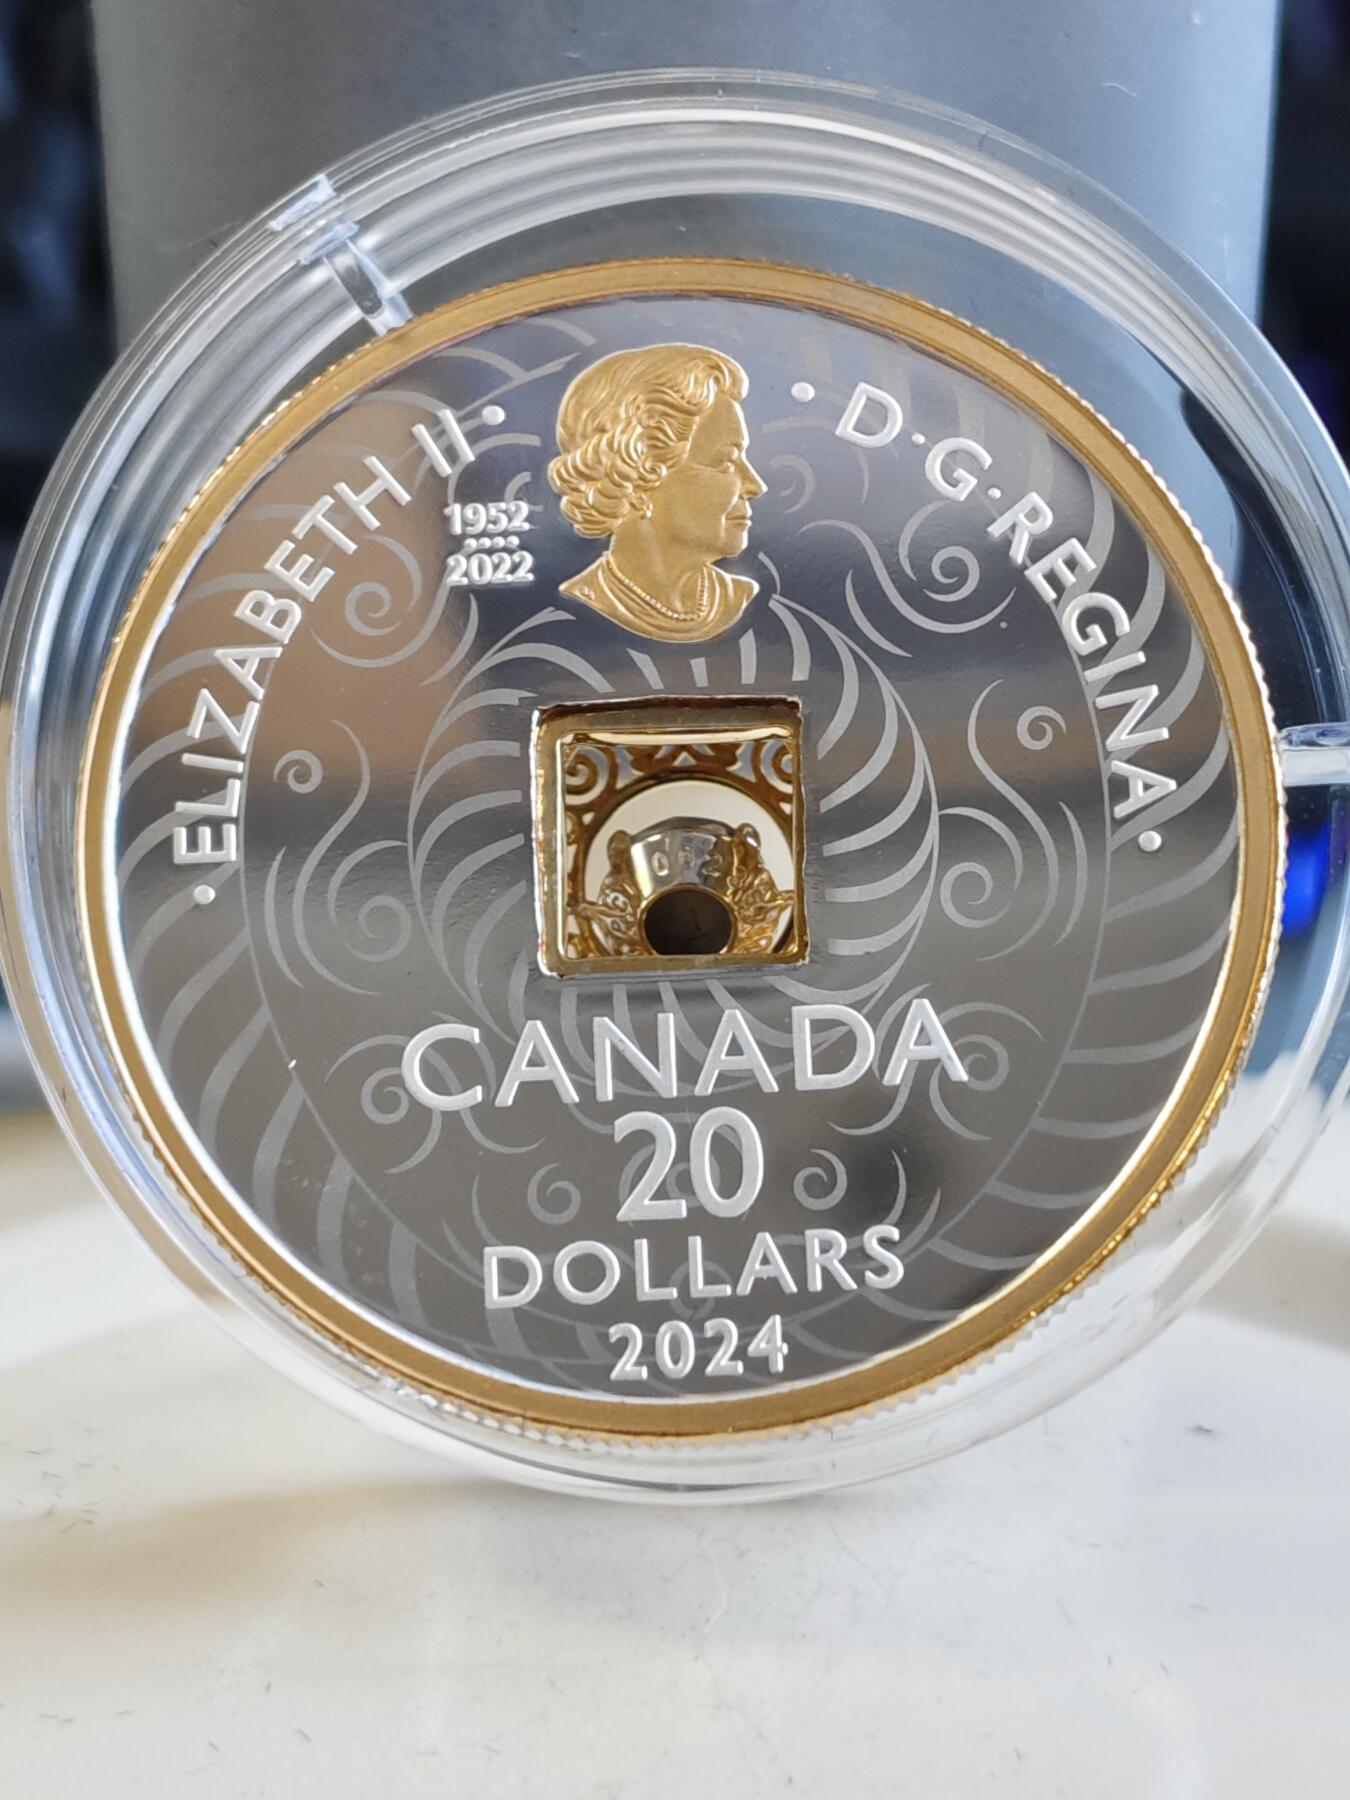 ·ELIZABETH II·
1952
2022
·D·G·REGINA·
CANADA
20
DOLLARS
2024